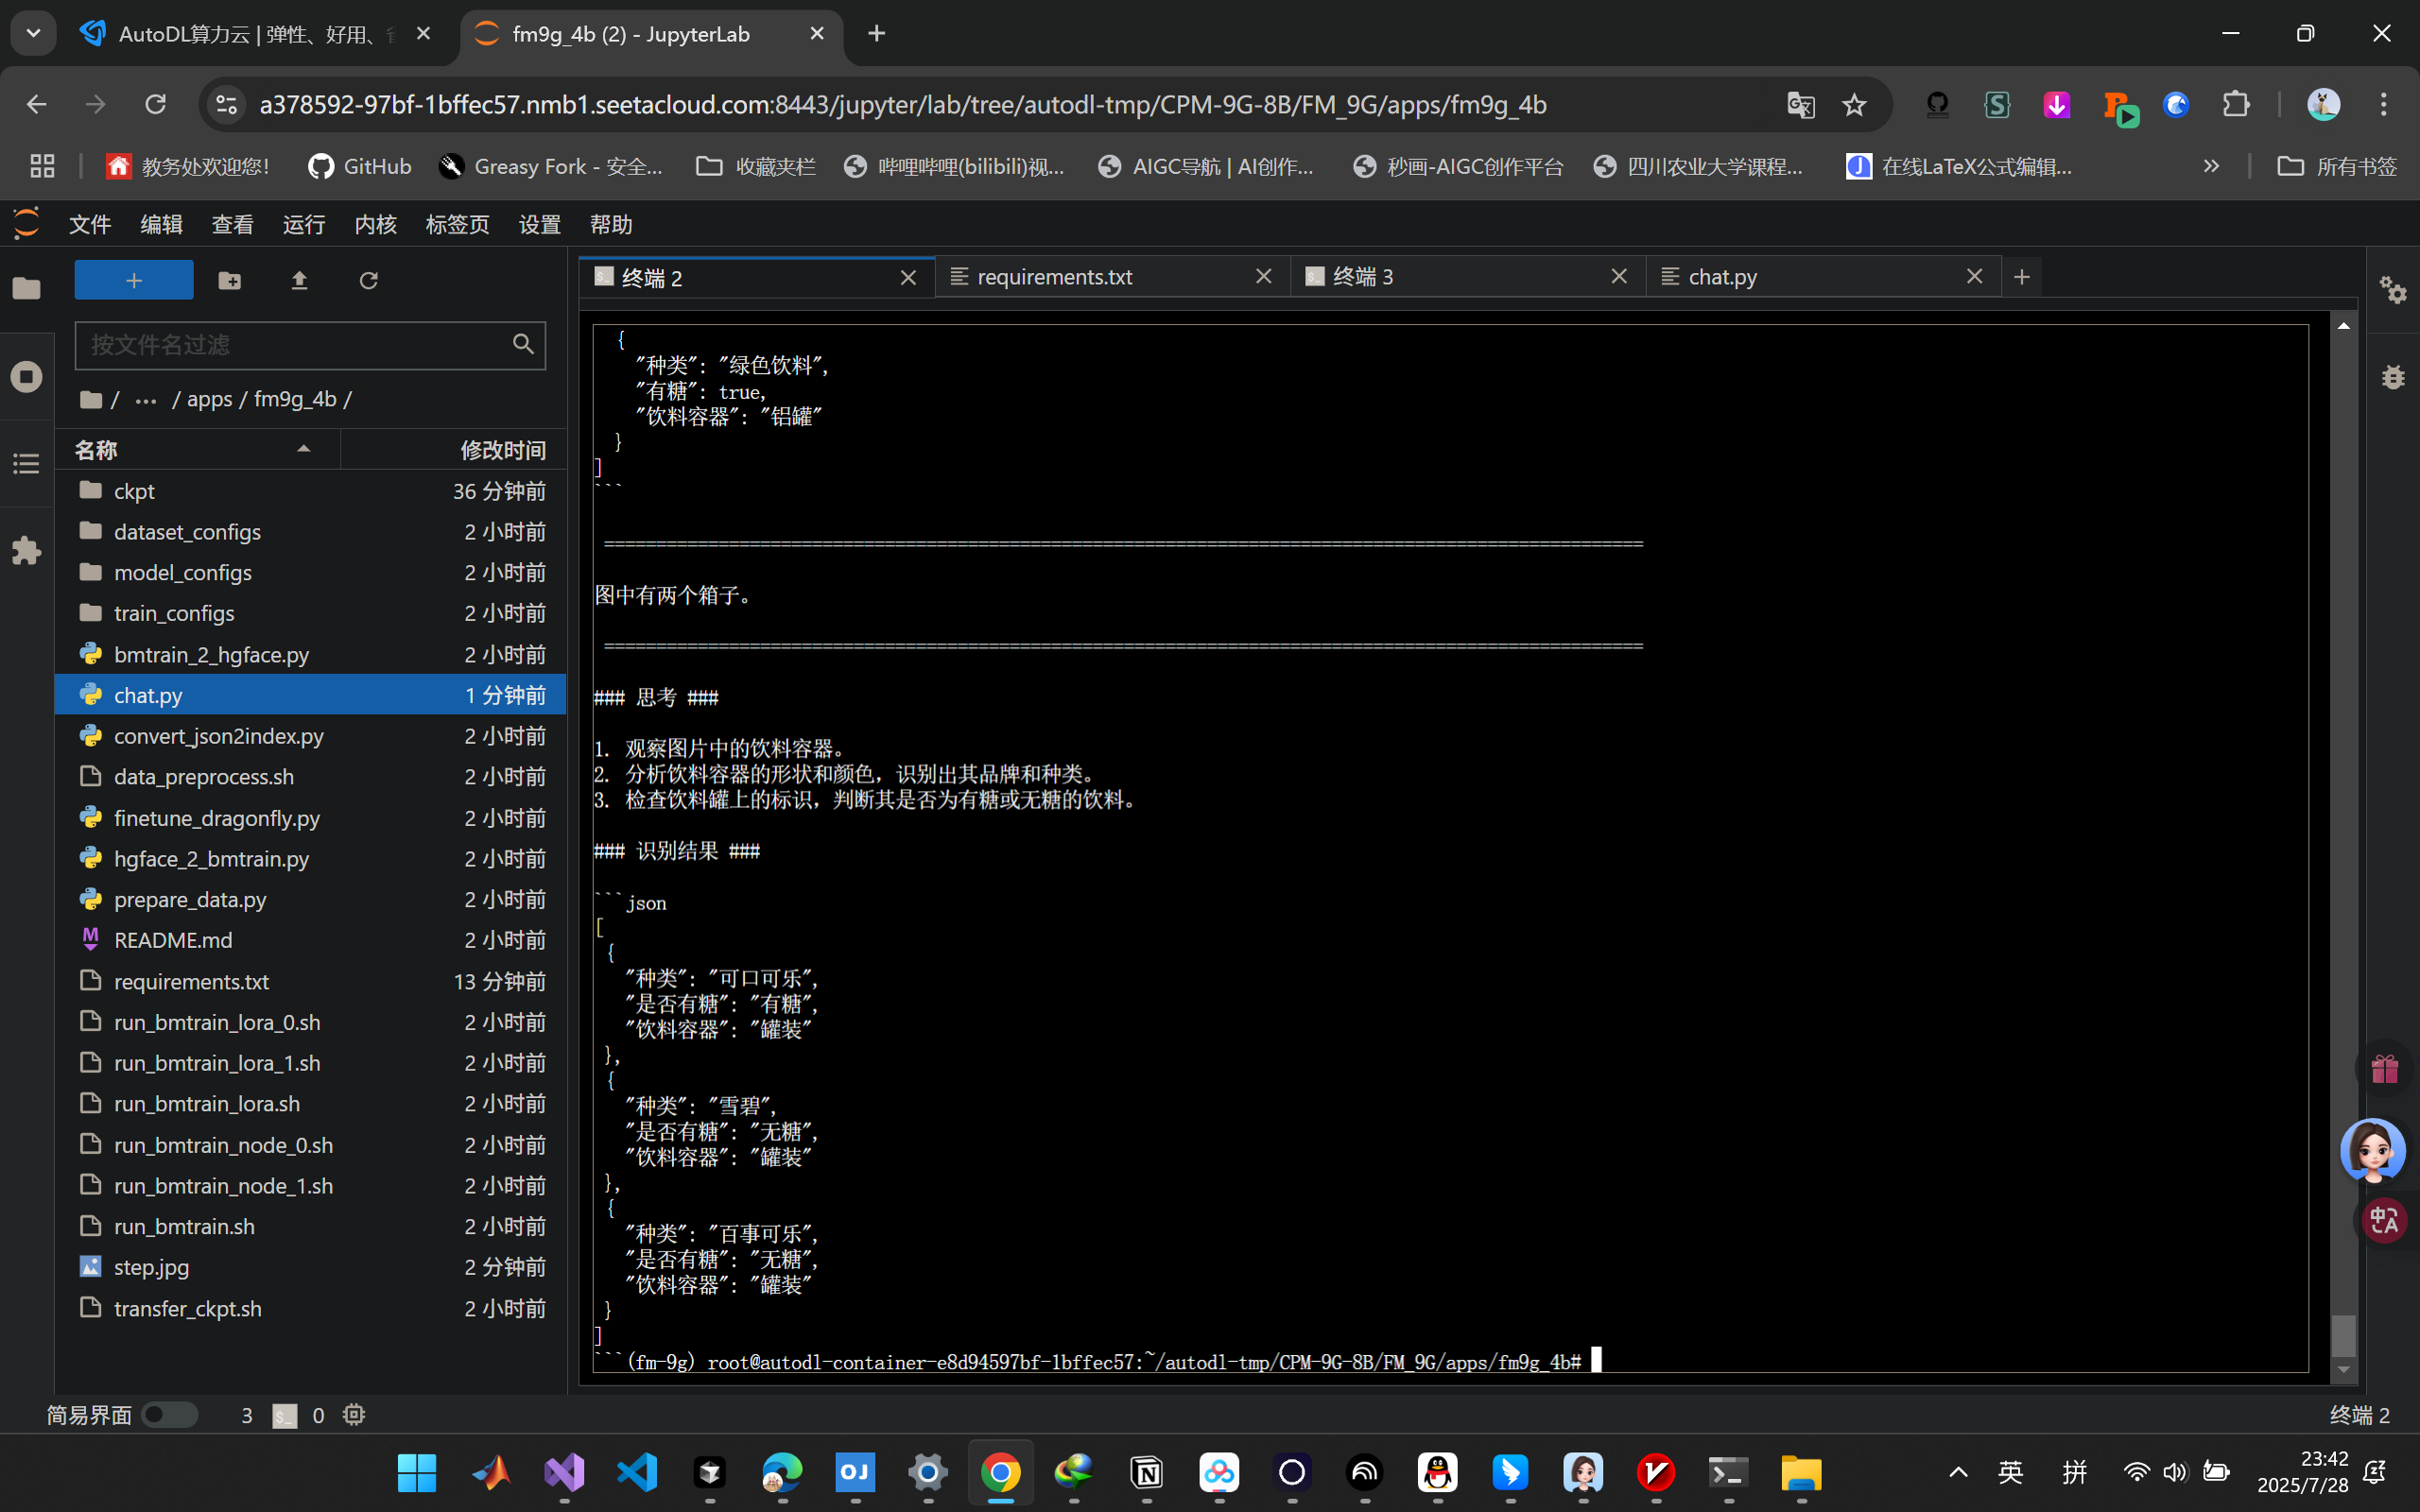 AutoDL算力云 | 弹性、好用、省
fm9g_4b (2) - JupyterLab
a378592-97bf-1bffec57.nmb1.seetacloud.com:8443/jupyter/lab/tree/autodl-tmp/CPM-9G-8B/FM_9G/apps/fm9g_4b
教务处欢迎您!
GitHub
Greasy Fork - 安全...
收藏夹栏
哔哩哔哩(bilibili)视...
AIGC导航 | AI创作...
秒画-AIGC创作平台
四川农业大学课程...
在线LaTeX公式编辑...
所有书签
文件 编辑 查看 运行 内核 标签页 设置 帮助
按文件名过滤
/ ··· / apps / fm9g_4b /
名称 修改时间
ckpt 36 分钟前
dataset_configs 2 小时前
model_configs 2 小时前
train_configs 2 小时前
bmtrain_2_hgface.py 2 小时前
chat.py 1 分钟前
convert_json2index.py 2 小时前
data_preprocess.sh 2 小时前
finetune_dragonfly.py 2 小时前
hgface_2_bmtrain.py 2 小时前
prepare_data.py 2 小时前
README.md 2 小时前
requirements.txt 13 分钟前
run_bmtrain_lora_0.sh 2 小时前
run_bmtrain_lora_1.sh 2 小时前
run_bmtrain_lora.sh 2 小时前
run_bmtrain_node_0.sh 2 小时前
run_bmtrain_node_1.sh 2 小时前
run_bmtrain.sh 2 小时前
step.jpg 2 分钟前
transfer_ckpt.sh 2 小时前
终端 2
requirements.txt
终端 3
chat.py
{
"种类": "绿色饮料",
"有糖": true,
"饮料容器": "铝罐"
}
]
```
====================================================================================================
图中有两个箱子。
====================================================================================================
### 思考 ###
1. 观察图片中的饮料容器。
2. 分析饮料容器的形状和颜色，识别出其品牌和种类。
3. 检查饮料罐上的标识，判断其是否为有糖或无糖的饮料。
### 识别结果 ###
```json
[
{
"种类": "可口可乐",
"是否有糖": "有糖",
"饮料容器": "罐装"
},
{
"种类": "雪碧",
"是否有糖": "无糖",
"饮料容器": "罐装"
},
{
"种类": "百事可乐",
"是否有糖": "无糖",
"饮料容器": "罐装"
}
]
```(fm-9g) root@autodl-container-e8d94597bf-1bffec57:~/autodl-tmp/CPM-9G-8B/FM_9G/apps/fm9g_4b#
简易界面 3 0
终端 2
英 拼
23:42
2025/7/28